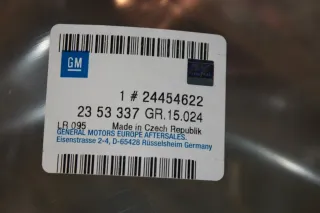 GM
1 # 24454622
23 53 337 GR.15.024
LR 095 Made in Czech Republik
GENERAL MOTORS EUROPE AFTERSALES.
Eisenstrasse 2-4, D-65428 Rüsselsheim Germany